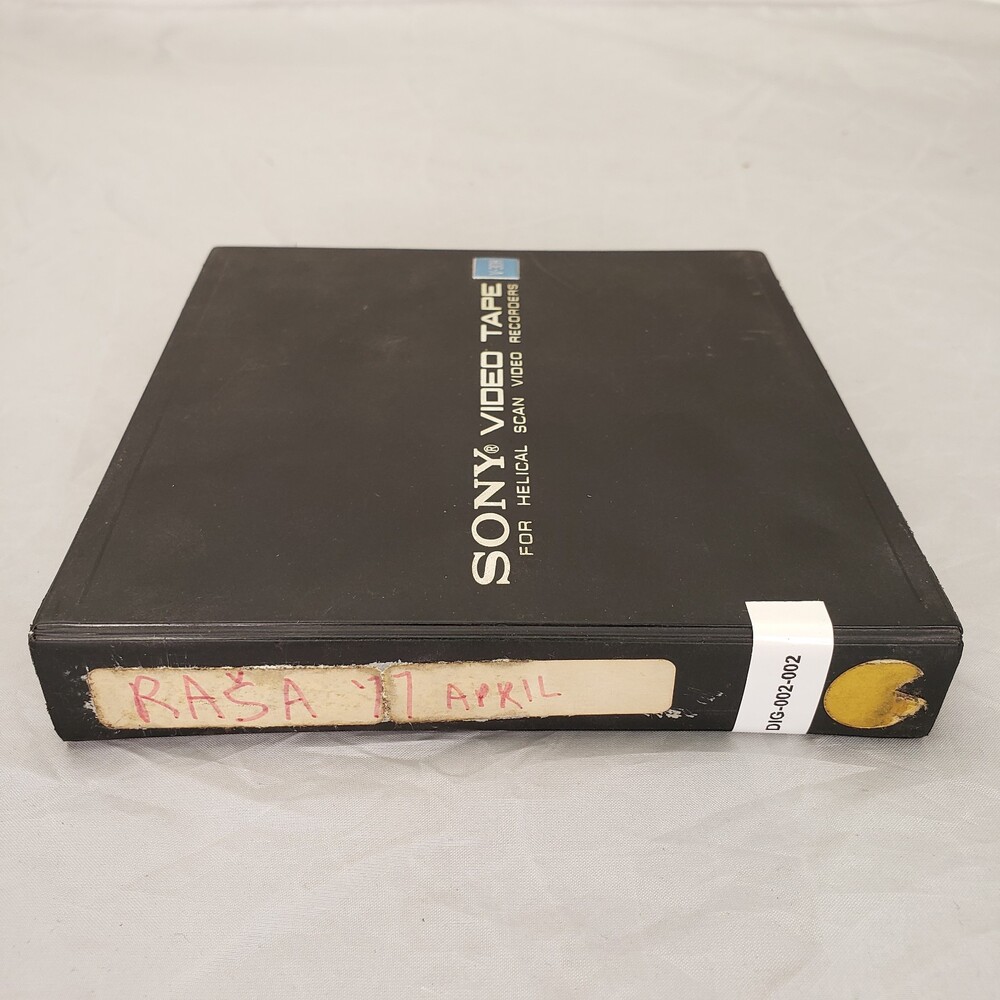 SONY® VIDEO TAPE
FOR HELICAL SCAN VIDEO RECORDERS
RAŠA '77 APRIL
DIG-002-002